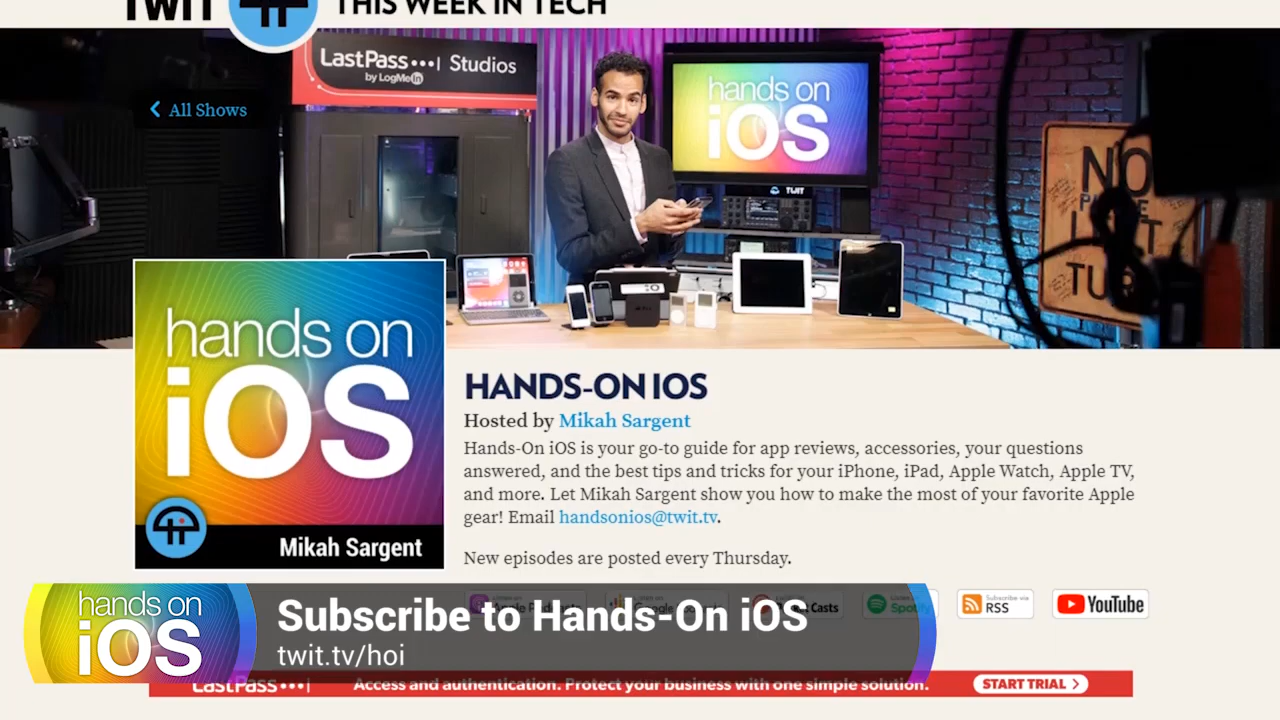 TWiT
THIS WEEK IN TECH
LastPass•••| Studios
by LogMeIn
All Shows
hands on
iOS
TWiT
NO
hands on
iOS
Mikah Sargent
HANDS-ON IOS
Hosted by Mikah Sargent
Hands-On iOS is your go-to guide for app reviews, accessories, your questions
answered, and the best tips and tricks for your iPhone, iPad, Apple Watch, Apple TV,
and more. Let Mikah Sargent show you how to make the most of your favorite Apple
gear! Email handsonios@twit.tv.
New episodes are posted every Thursday.
Casts
Spotify
Subscribe via
RSS
YouTube
hands on
iOS
Subscribe to Hands-On iOS
twit.tv/hoi
LastPass•••|
Access and authentication. Protect your business with one simple solution.
START TRIAL